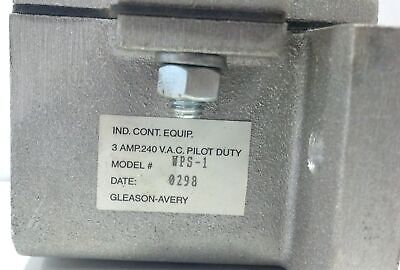 IND. CONT. EQUIP.
3 AMP.240 V.A.C. PILOT DUTY
MODEL # WPS-1
DATE: 0298
GLEASON-AVERY